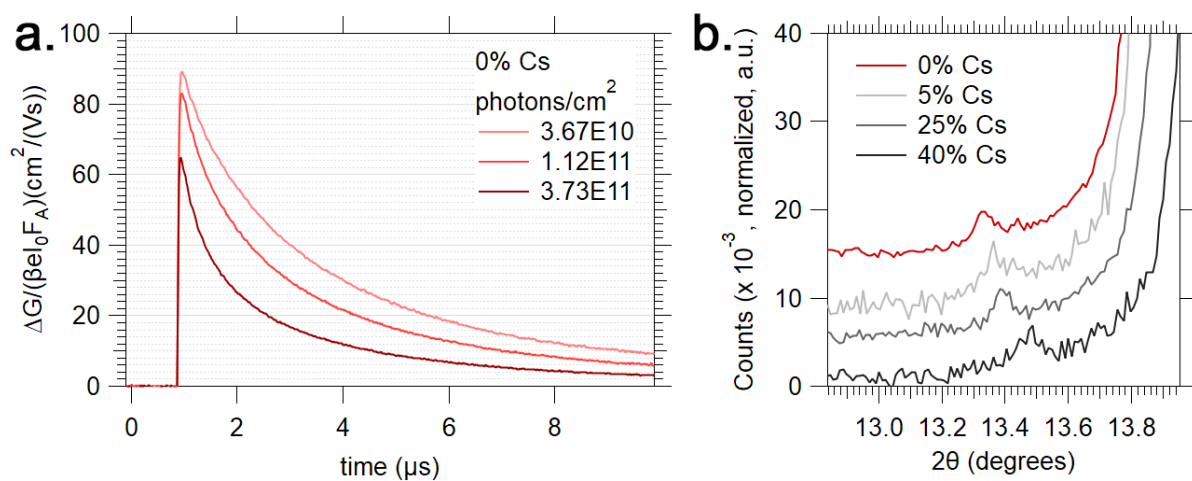 a.
ΔG/(βeI₀F_A)(cm²/(Vs))
100
80
60
40
20
0
0% Cs
photons/cm²
3.67E10
1.12E11
3.73E11
0
2
4
6
8
time (µs)
b.
Counts (x 10⁻³, normalized, a.u.)
40
30
20
10
0
0% Cs
5% Cs
25% Cs
40% Cs
13.0
13.2
13.4
13.6
13.8
2θ (degrees)